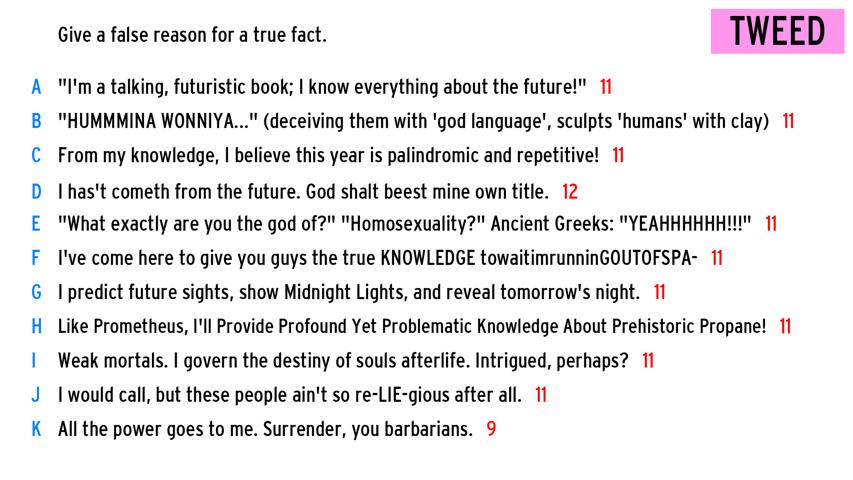 Give a false reason for a true fact.
TWEED
A "I'm a talking, futuristic book; I know everything about the future!" 11
B "HUMMMINA WONNIYA..." (deceiving them with 'god language', sculpts 'humans' with clay) 11
C From my knowledge, I believe this year is palindromic and repetitive! 11
D I has't cometh from the future. God shalt beest mine own title. 12
E "What exactly are you the god of?" "Homosexuality?" Ancient Greeks: "YEAHHHHHH!!!" 11
F I've come here to give you guys the true KNOWLEDGE towaitimrunninGOUTOFSPA- 11
G I predict future sights, show Midnight Lights, and reveal tomorrow's night. 11
H Like Prometheus, I'll Provide Profound Yet Problematic Knowledge About Prehistoric Propane! 11
I Weak mortals. I govern the destiny of souls afterlife. Intrigued, perhaps? 11
J I would call, but these people ain't so re-LIE-gious after all. 11
K All the power goes to me. Surrender, you barbarians. 9